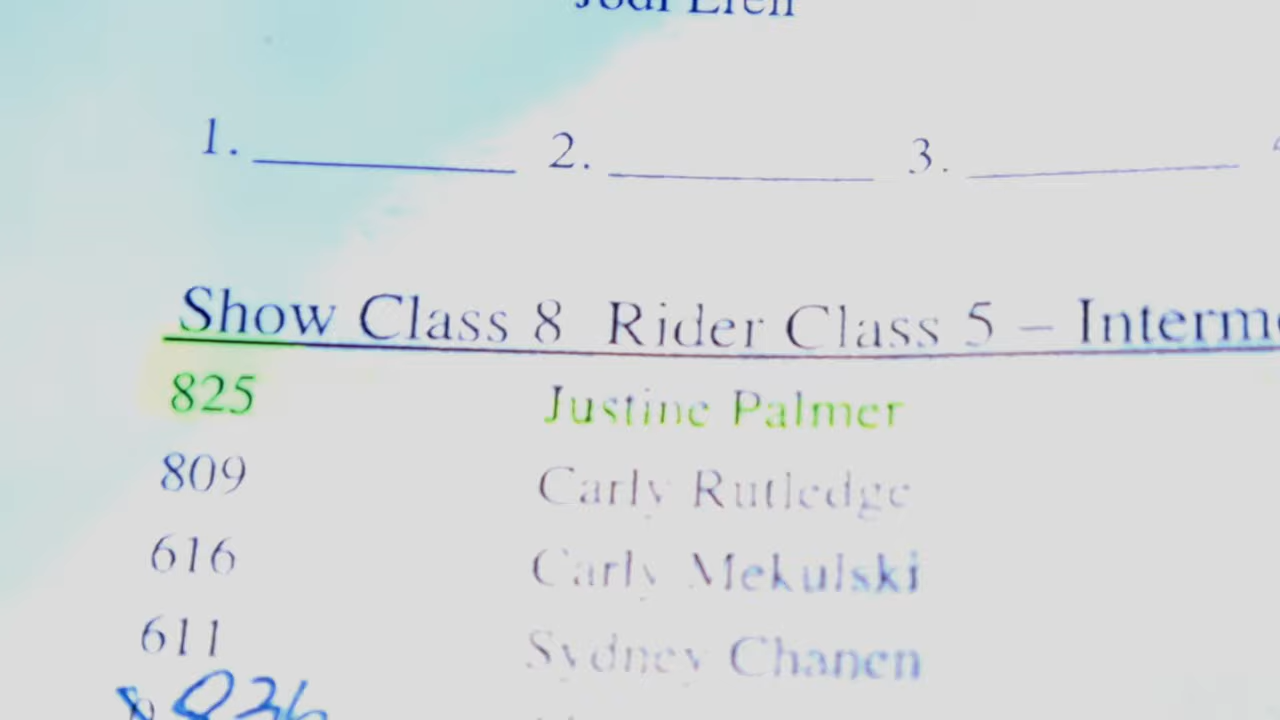 1. 2. 3.
Show Class 8 Rider Class 5 –
825 Justine Palmer
809 Carly Rutledge
616 Carly Mekulski
611 Sydney Chanen